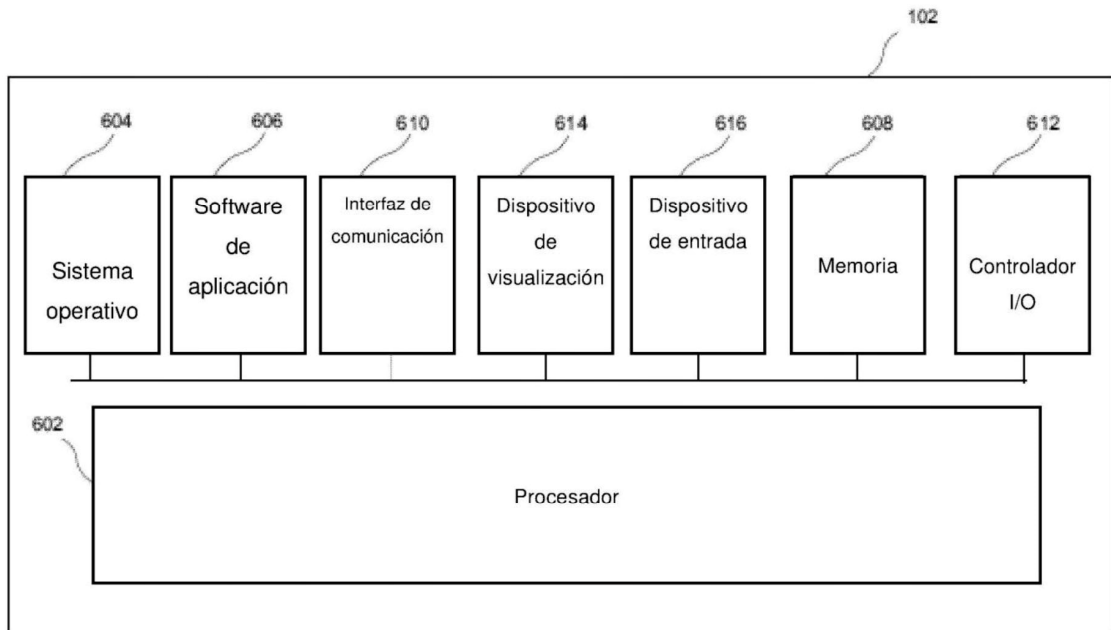 102
604
606
610
614
616
608
612
Sistema
operativo
Software
de
aplicación
Interfaz de
comunicación
Dispositivo
de
visualización
Dispositivo
de entrada
Memoria
Controlador
I/O
602
Procesador